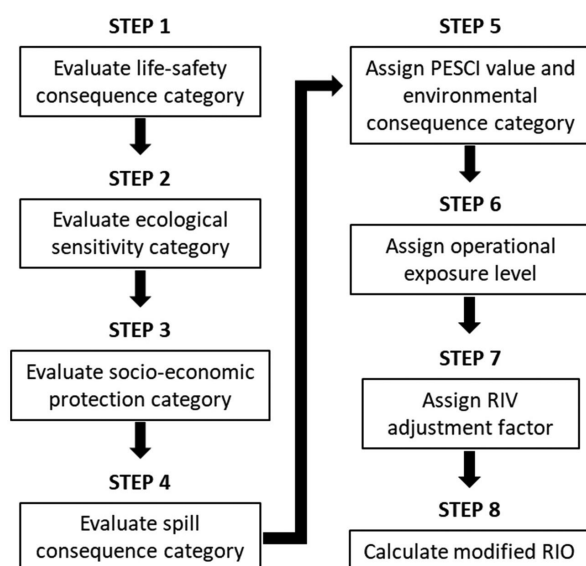 STEP 1
Evaluate life-safety
consequence category
STEP 2
Evaluate ecological
sensitivity category
STEP 3
Evaluate socio-economic
protection category
STEP 4
Evaluate spill
consequence category
STEP 5
Assign PESCI value and
environmental
consequence category
STEP 6
Assign operational
exposure level
STEP 7
Assign RIV
adjustment factor
STEP 8
Calculate modified RIO